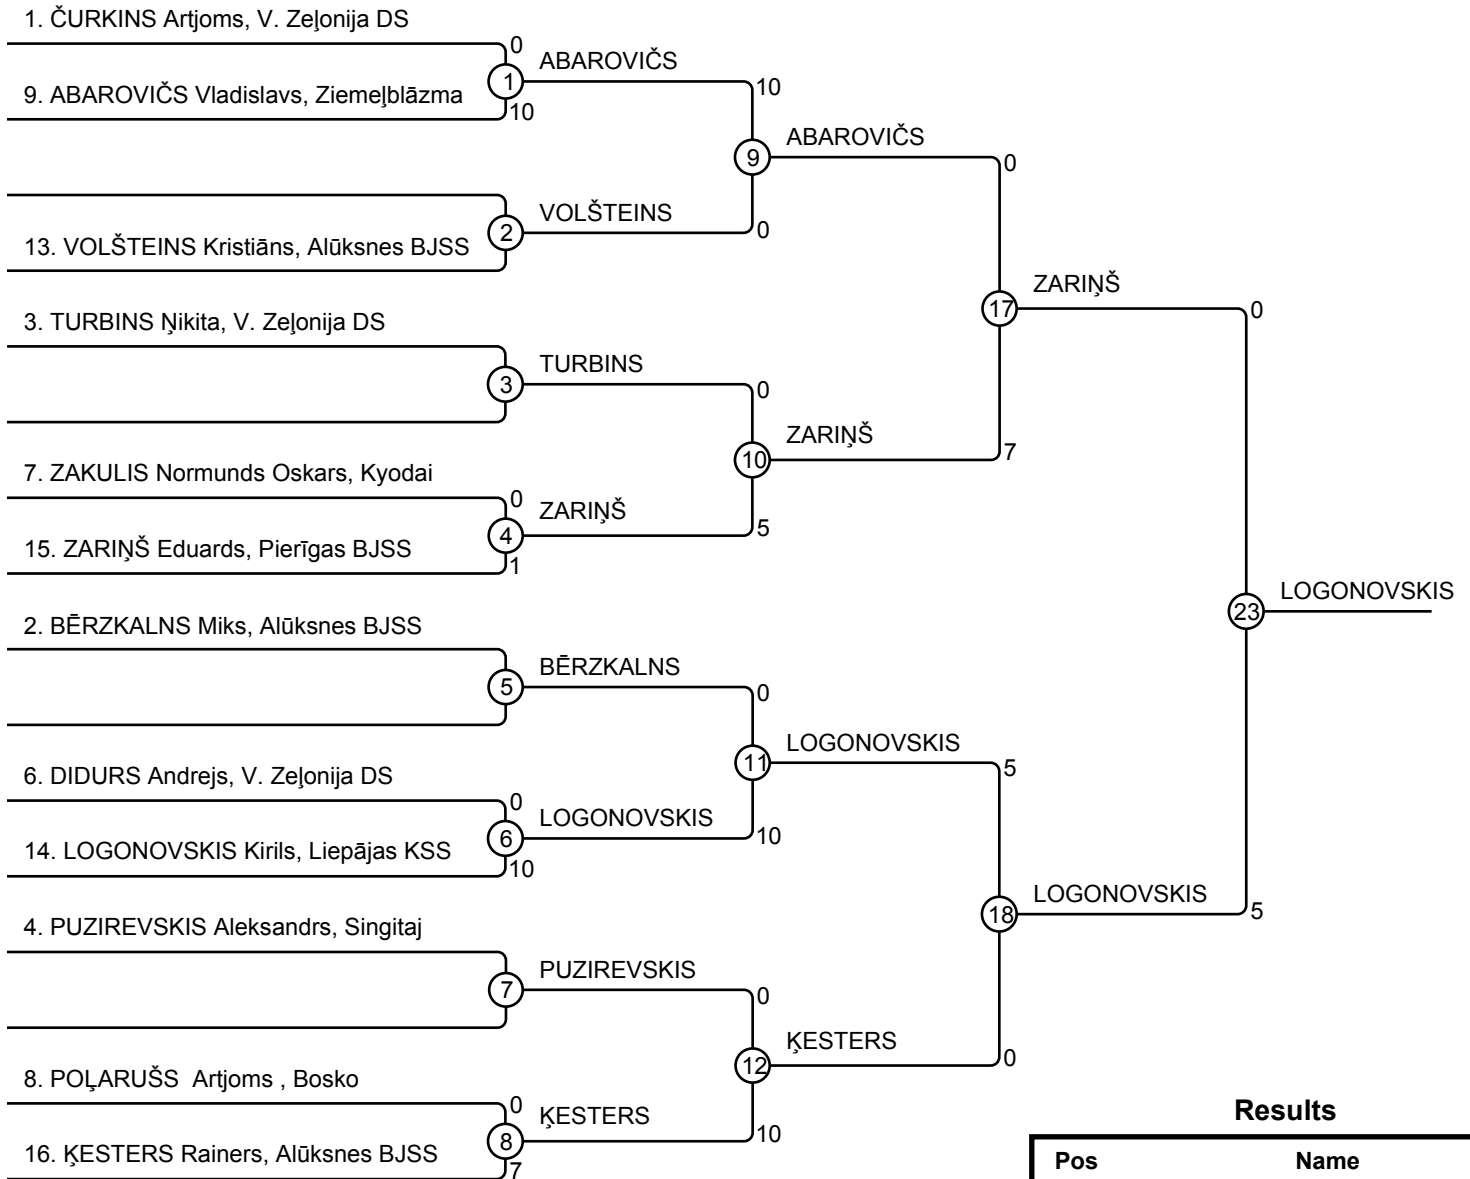 1. ČURKINS Artjoms, V. Zeļonija DS
0
ABAROVIČS
1
10
9. ABAROVIČS Vladislavs, Ziemeļblāzma
10
ABAROVIČS
9
0
VOLŠTEINS
2
0
13. VOLŠTEINS Kristiāns, Alūksnes BJSS
ZARIŅŠ
17
0
3. TURBINS Ņikita, V. Zeļonija DS
TURBINS
3
0
ZARIŅŠ
10
7
7. ZAKULIS Normunds Oskars, Kyodai
0
ZARIŅŠ
4
5
15. ZARIŅŠ Eduards, Pierīgas BJSS
1
LOGONOVSKIS
23
2. BĒRZKALNS Miks, Alūksnes BJSS
BĒRZKALNS
5
0
LOGONOVSKIS
11
5
6. DIDURS Andrejs, V. Zeļonija DS
0
LOGONOVSKIS
6
10
14. LOGONOVSKIS Kirils, Liepājas KSS
10
LOGONOVSKIS
18
5
4. PUZIREVSKIS Aleksandrs, Singitaj
PUZIREVSKIS
7
0
ĶESTERS
12
0
8. POĻARUŠS Artjoms , Bosko
0
ĶESTERS
8
10
16. ĶESTERS Rainers, Alūksnes BJSS
7
Results
Pos Name